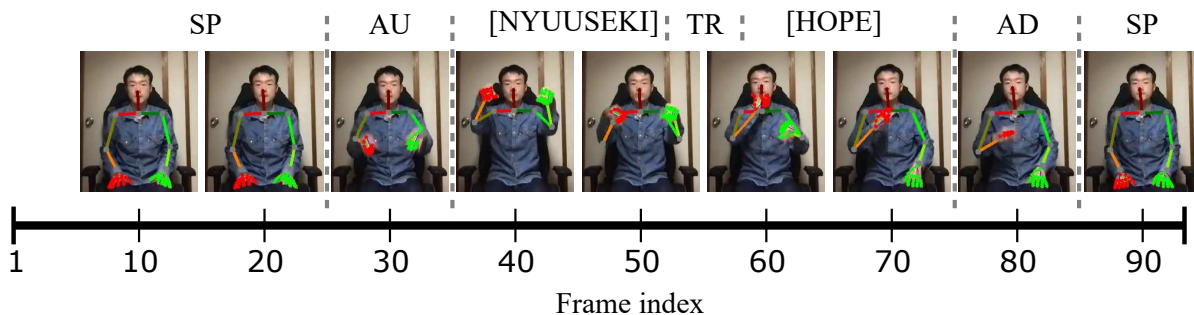 SP AU [NYUUSEKI] TR [HOPE] AD SP
1 10 20 30 40 50 60 70 80 90
Frame index